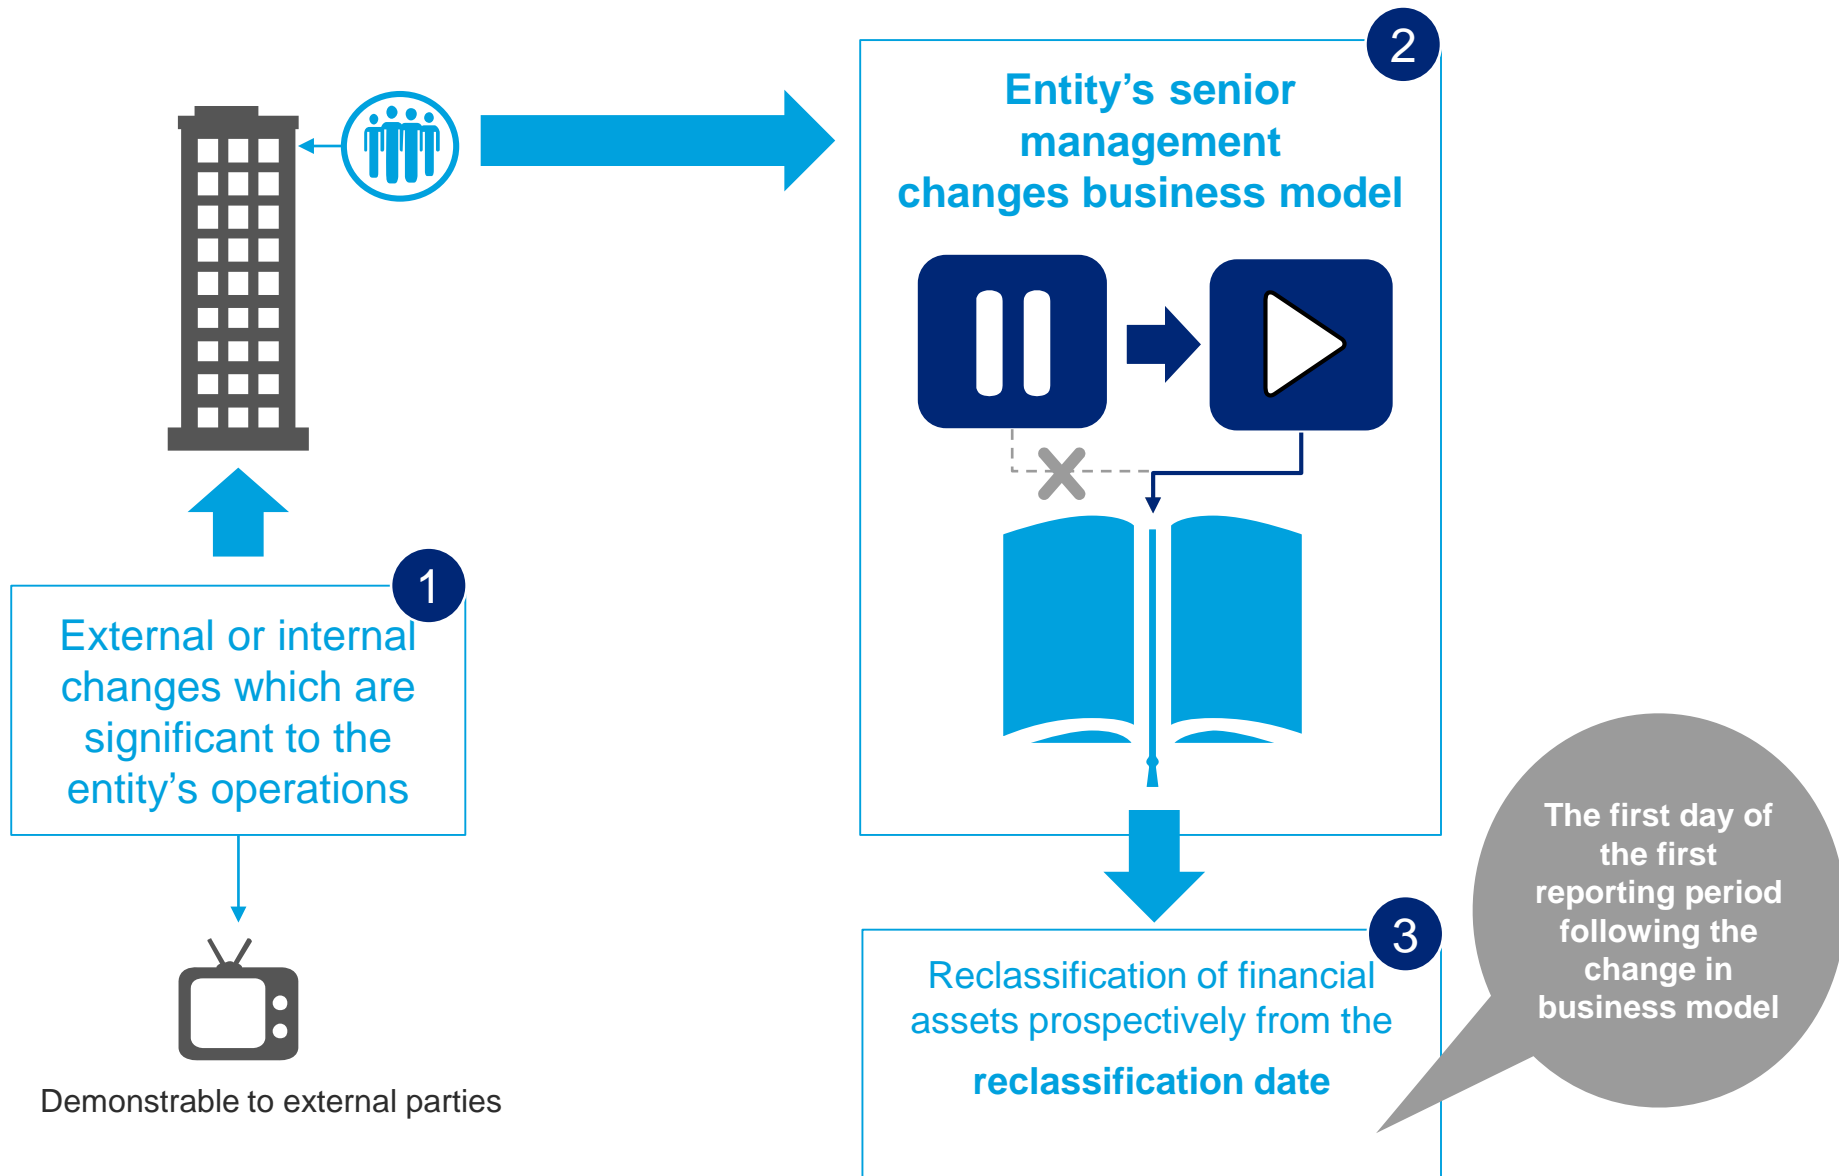 1
External or internal
changes which are
significant to the
entity’s operations
Demonstrable to external parties
2
Entity’s senior
management
changes business model
3
Reclassification of financial
assets prospectively from the
reclassification date
The first day of
the first
reporting period
following the
change in
business model